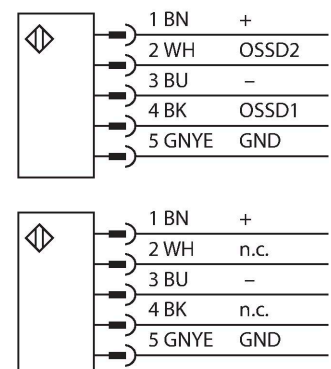 1 BN +
2 WH OSSD2
3 BU –
4 BK OSSD1
5 GNYE GND
1 BN +
2 WH n.c.
3 BU –
4 BK n.c.
5 GNYE GND